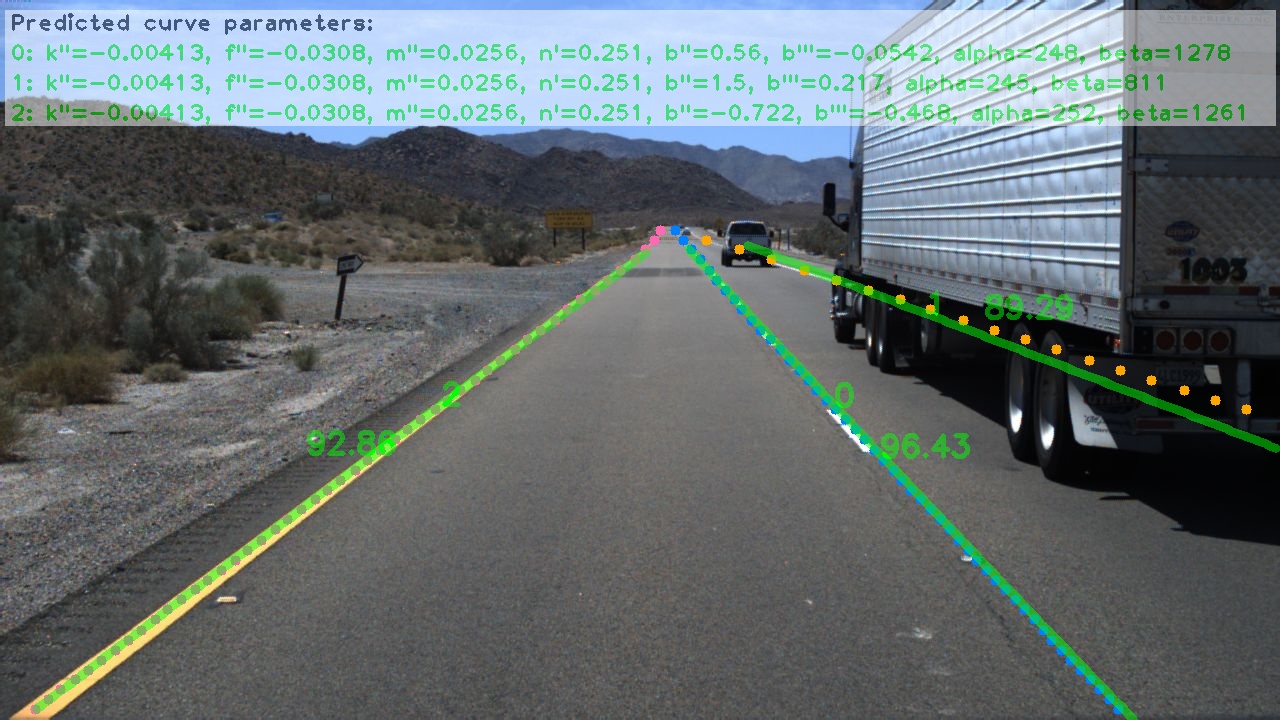 Predicted curve parameters:
0: k''=-0.00413, f''=-0.0308, m''=0.0256, n'=0.251, b''=0.56, b'''=-0.0542, alpha=248, beta=1278
1: k''=-0.00413, f''=-0.0308, m''=0.0256, n'=0.251, b''=1.5, b'''=0.217, alpha=245, beta=811
2: k''=-0.00413, f''=-0.0308, m''=0.0256, n'=0.251, b''=-0.722, b'''=-0.468, alpha=252, beta=1261
UTILITY
1003
1 89.29
UTILITY
2
0
92.86
96.43